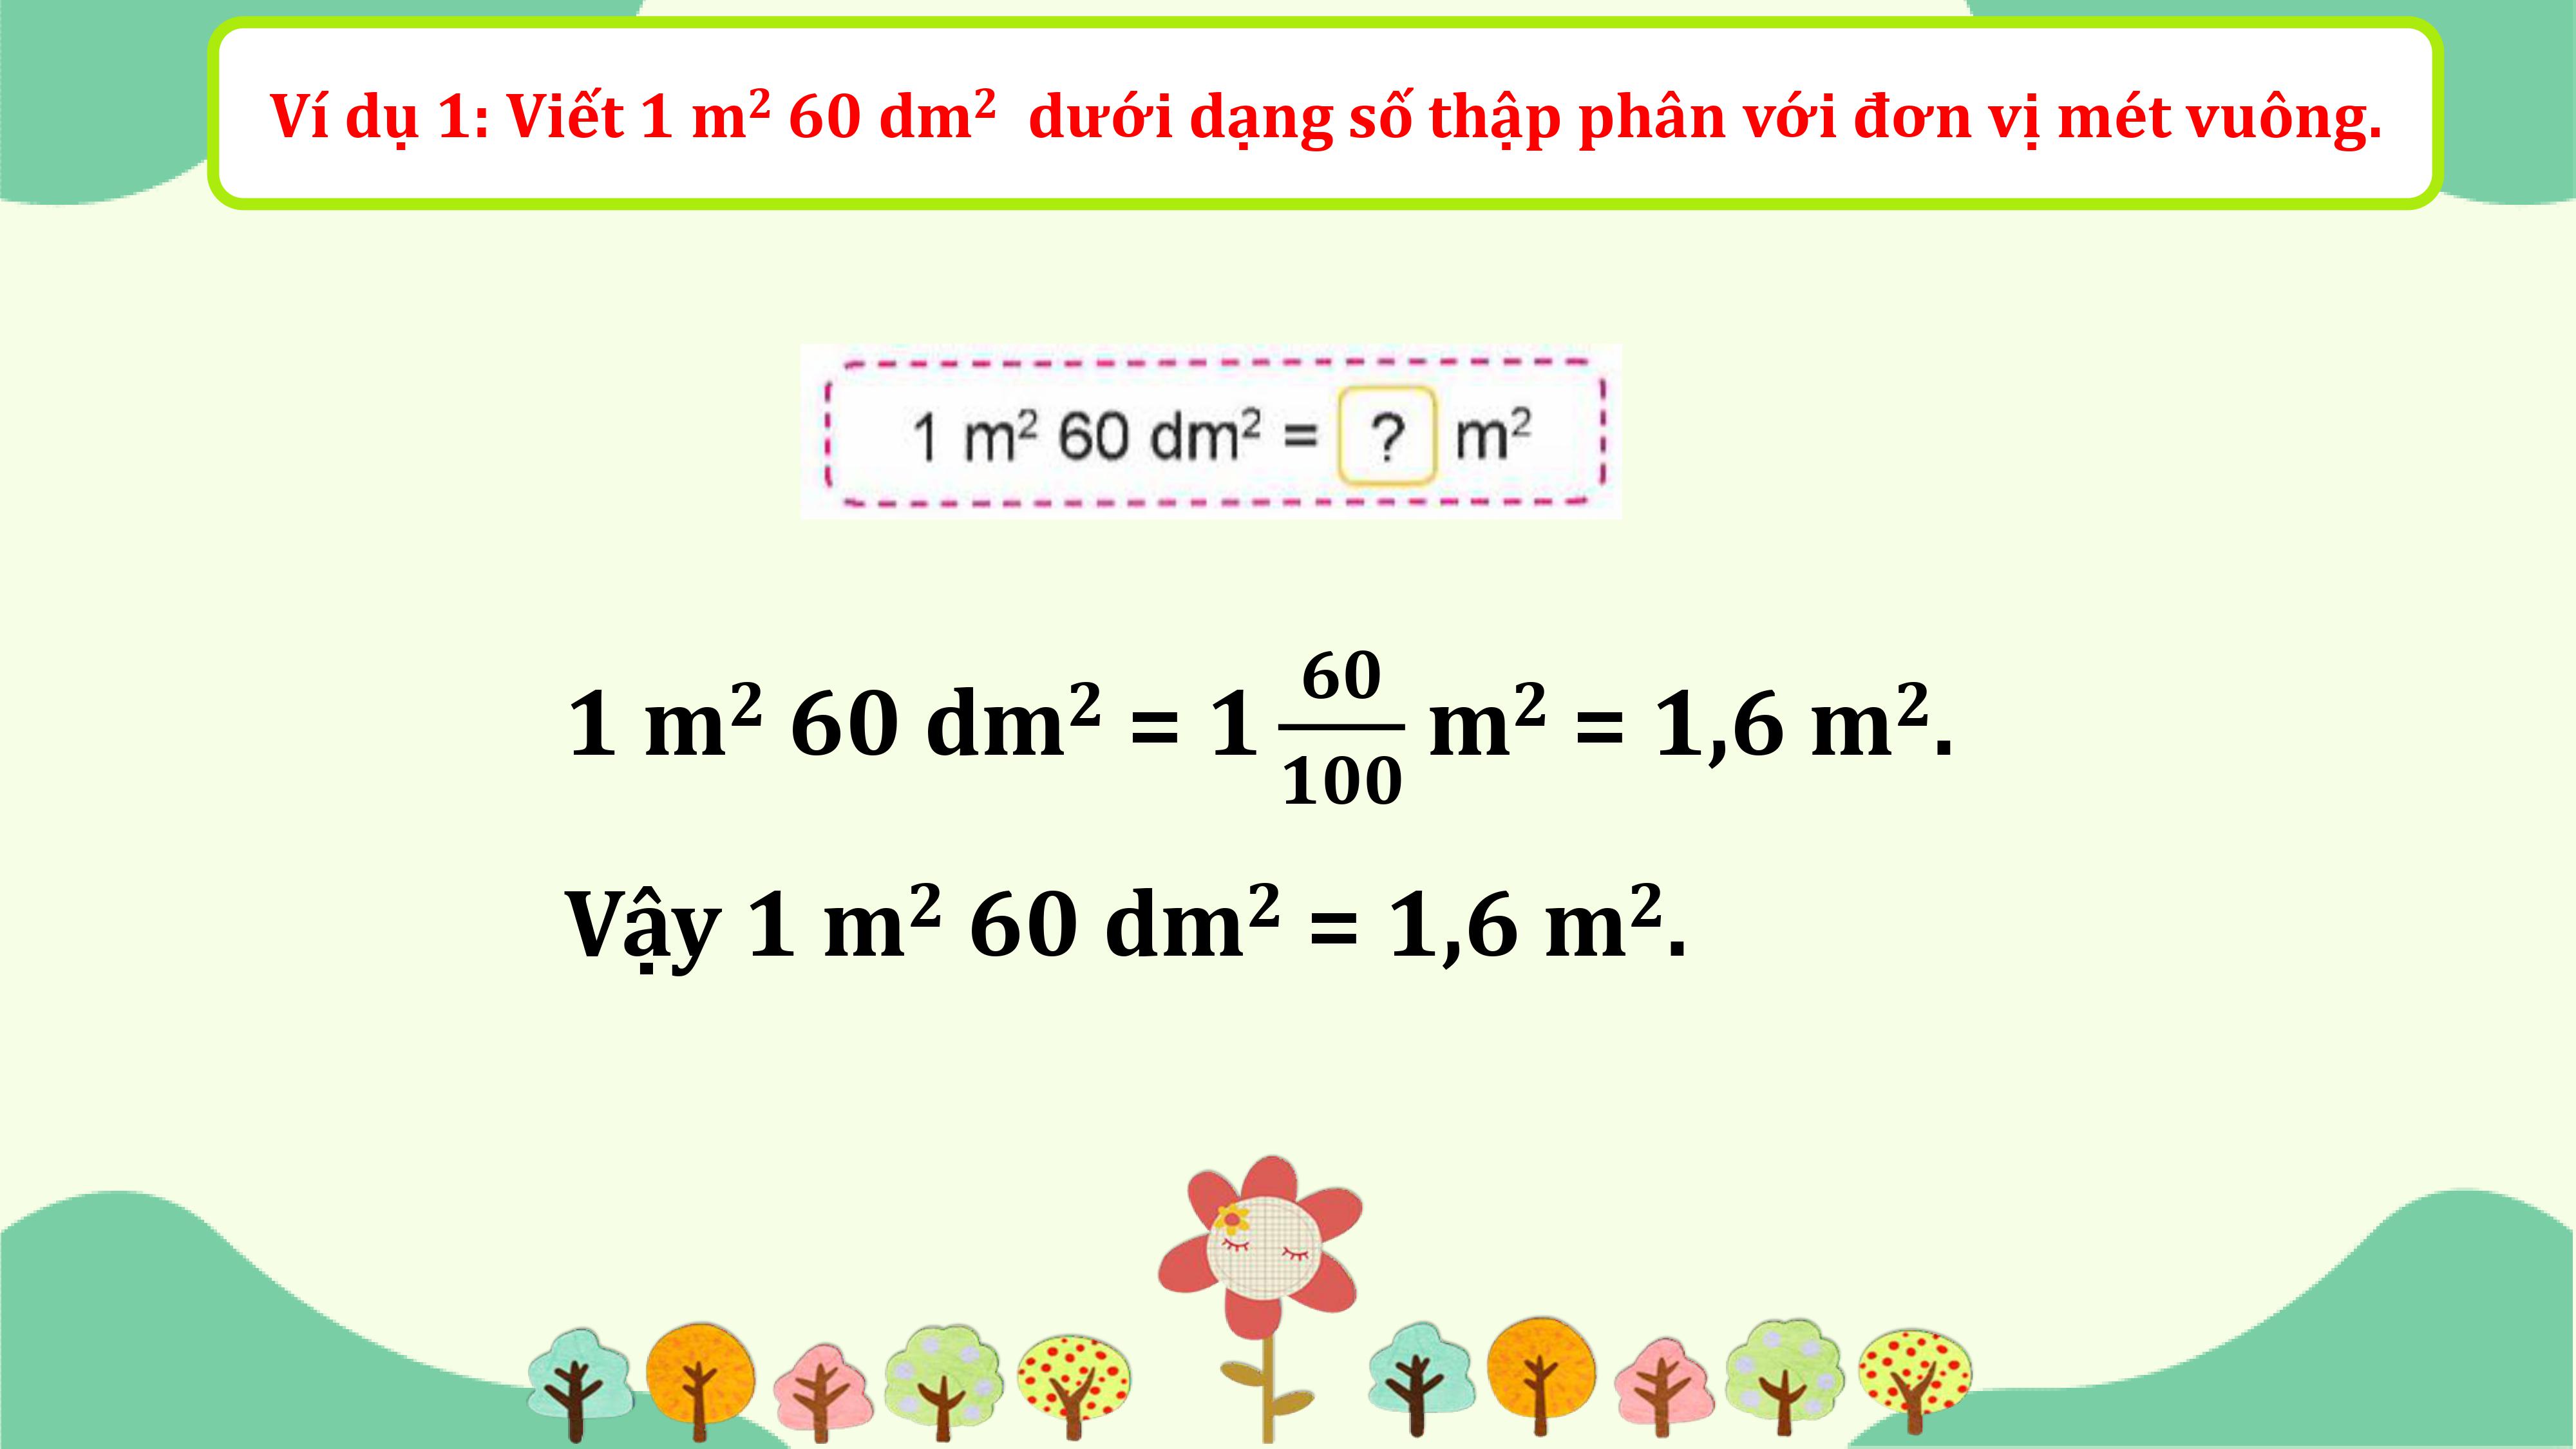 Ví dụ 1: Viết 1 m² 60 dm² dưới dạng số thập phân với đơn vị mét vuông.
1 m² 60 dm² = ? m²
1 m² 60 dm² = 1 60/100 m² = 1,6 m².
Vậy 1 m² 60 dm² = 1,6 m².